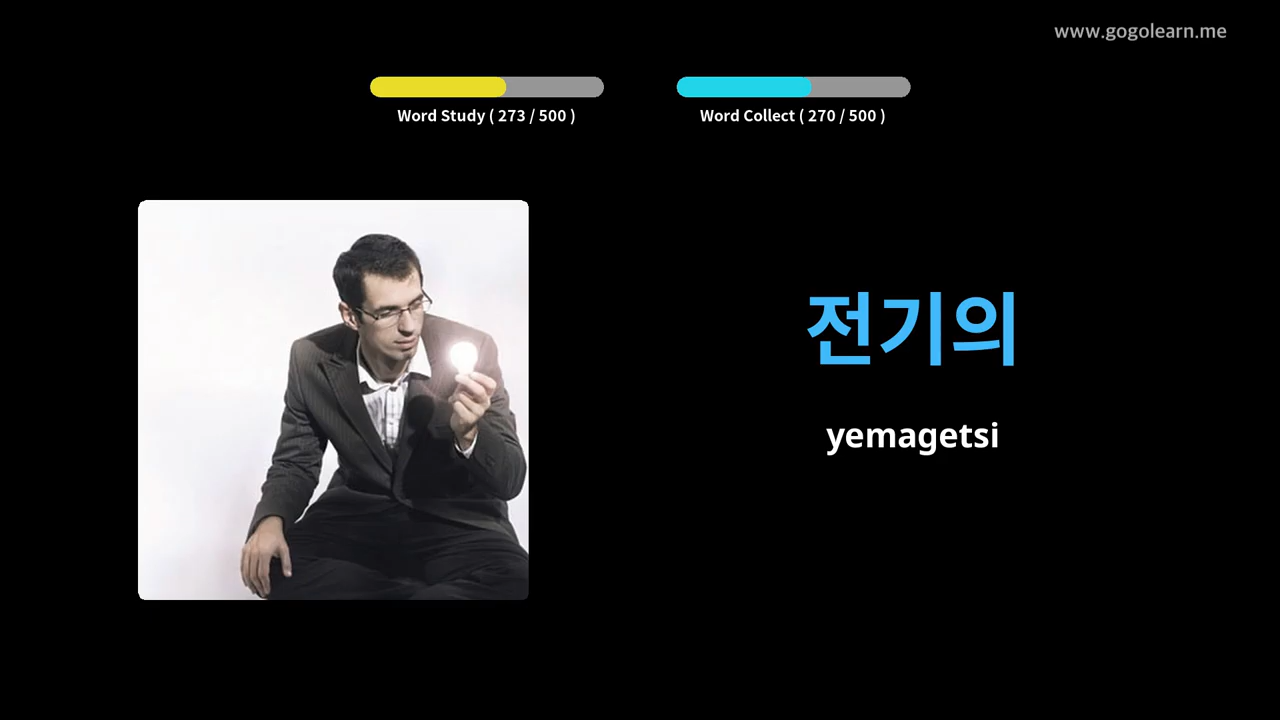 www.gogolearn.me
Word Study ( 273 / 500 )
Word Collect ( 270 / 500 )
전기의
yemagetsi